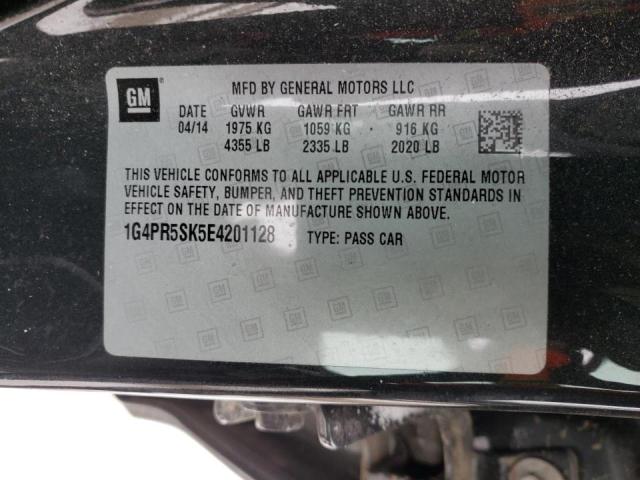 GM
MFD BY GENERAL MOTORS LLC
DATE GVWR GAWR FRT GAWR RR
04/14 1975 KG 1059 KG 916 KG
4355 LB 2335 LB 2020 LB
THIS VEHICLE CONFORMS TO ALL APPLICABLE U.S. FEDERAL MOTOR
VEHICLE SAFETY, BUMPER, AND THEFT PREVENTION STANDARDS IN
EFFECT ON THE DATE OF MANUFACTURE SHOWN ABOVE.
1G4PR5SK5E4201128 TYPE: PASS CAR